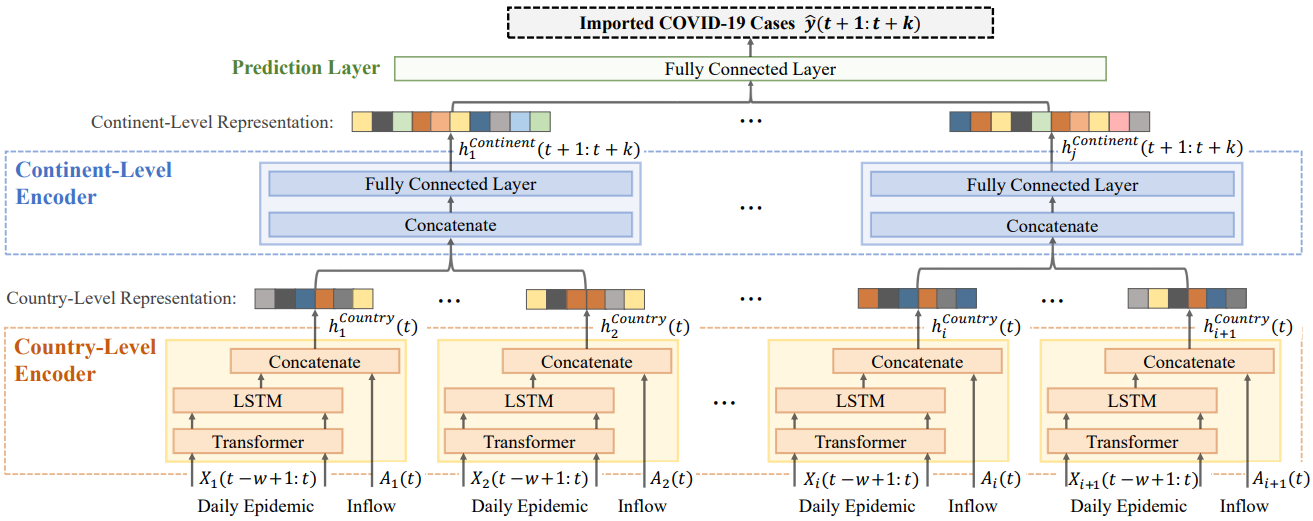 Imported COVID-19 Cases ŷ(t + 1: t + k)
Prediction Layer
Fully Connected Layer
Continent-Level Representation:
...
h_1^{Continent}(t + 1: t + k)
h_j^{Continent}(t + 1: t + k)
Continent-Level
Encoder
Fully Connected Layer
Concatenate
...
Fully Connected Layer
Concatenate
Country-Level Representation:
...
...
...
h_1^{Country}(t)
h_2^{Country}(t)
h_i^{Country}(t)
h_{i+1}^{Country}(t)
Country-Level
Encoder
Concatenate
LSTM
Transformer
Concatenate
LSTM
Transformer
...
Concatenate
LSTM
Transformer
Concatenate
LSTM
Transformer
X_1(t − w+1: t) A_1(t)
Daily Epidemic Inflow
X_2(t − w+1: t) A_2(t)
Daily Epidemic Inflow
X_i(t − w+1: t) A_i(t)
Daily Epidemic Inflow
X_{i+1}(t − w+1: t) A_{i+1}(t)
Daily Epidemic Inflow